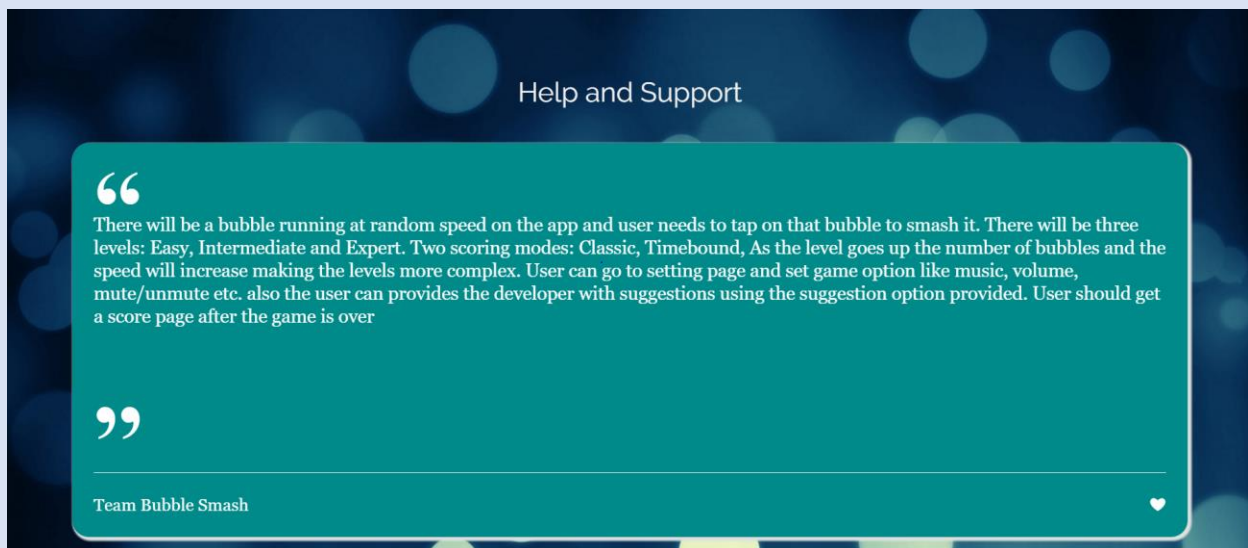 Help and Support
“
There will be a bubble running at random speed on the app and user needs to tap on that bubble to smash it. There will be three
levels: Easy, Intermediate and Expert. Two scoring modes: Classic, Timebound, As the level goes up the number of bubbles and the
speed will increase making the levels more complex. User can go to setting page and set game option like music, volume,
mute/unmute etc. also the user can provides the developer with suggestions using the suggestion option provided. User should get
a score page after the game is over
”
Team Bubble Smash